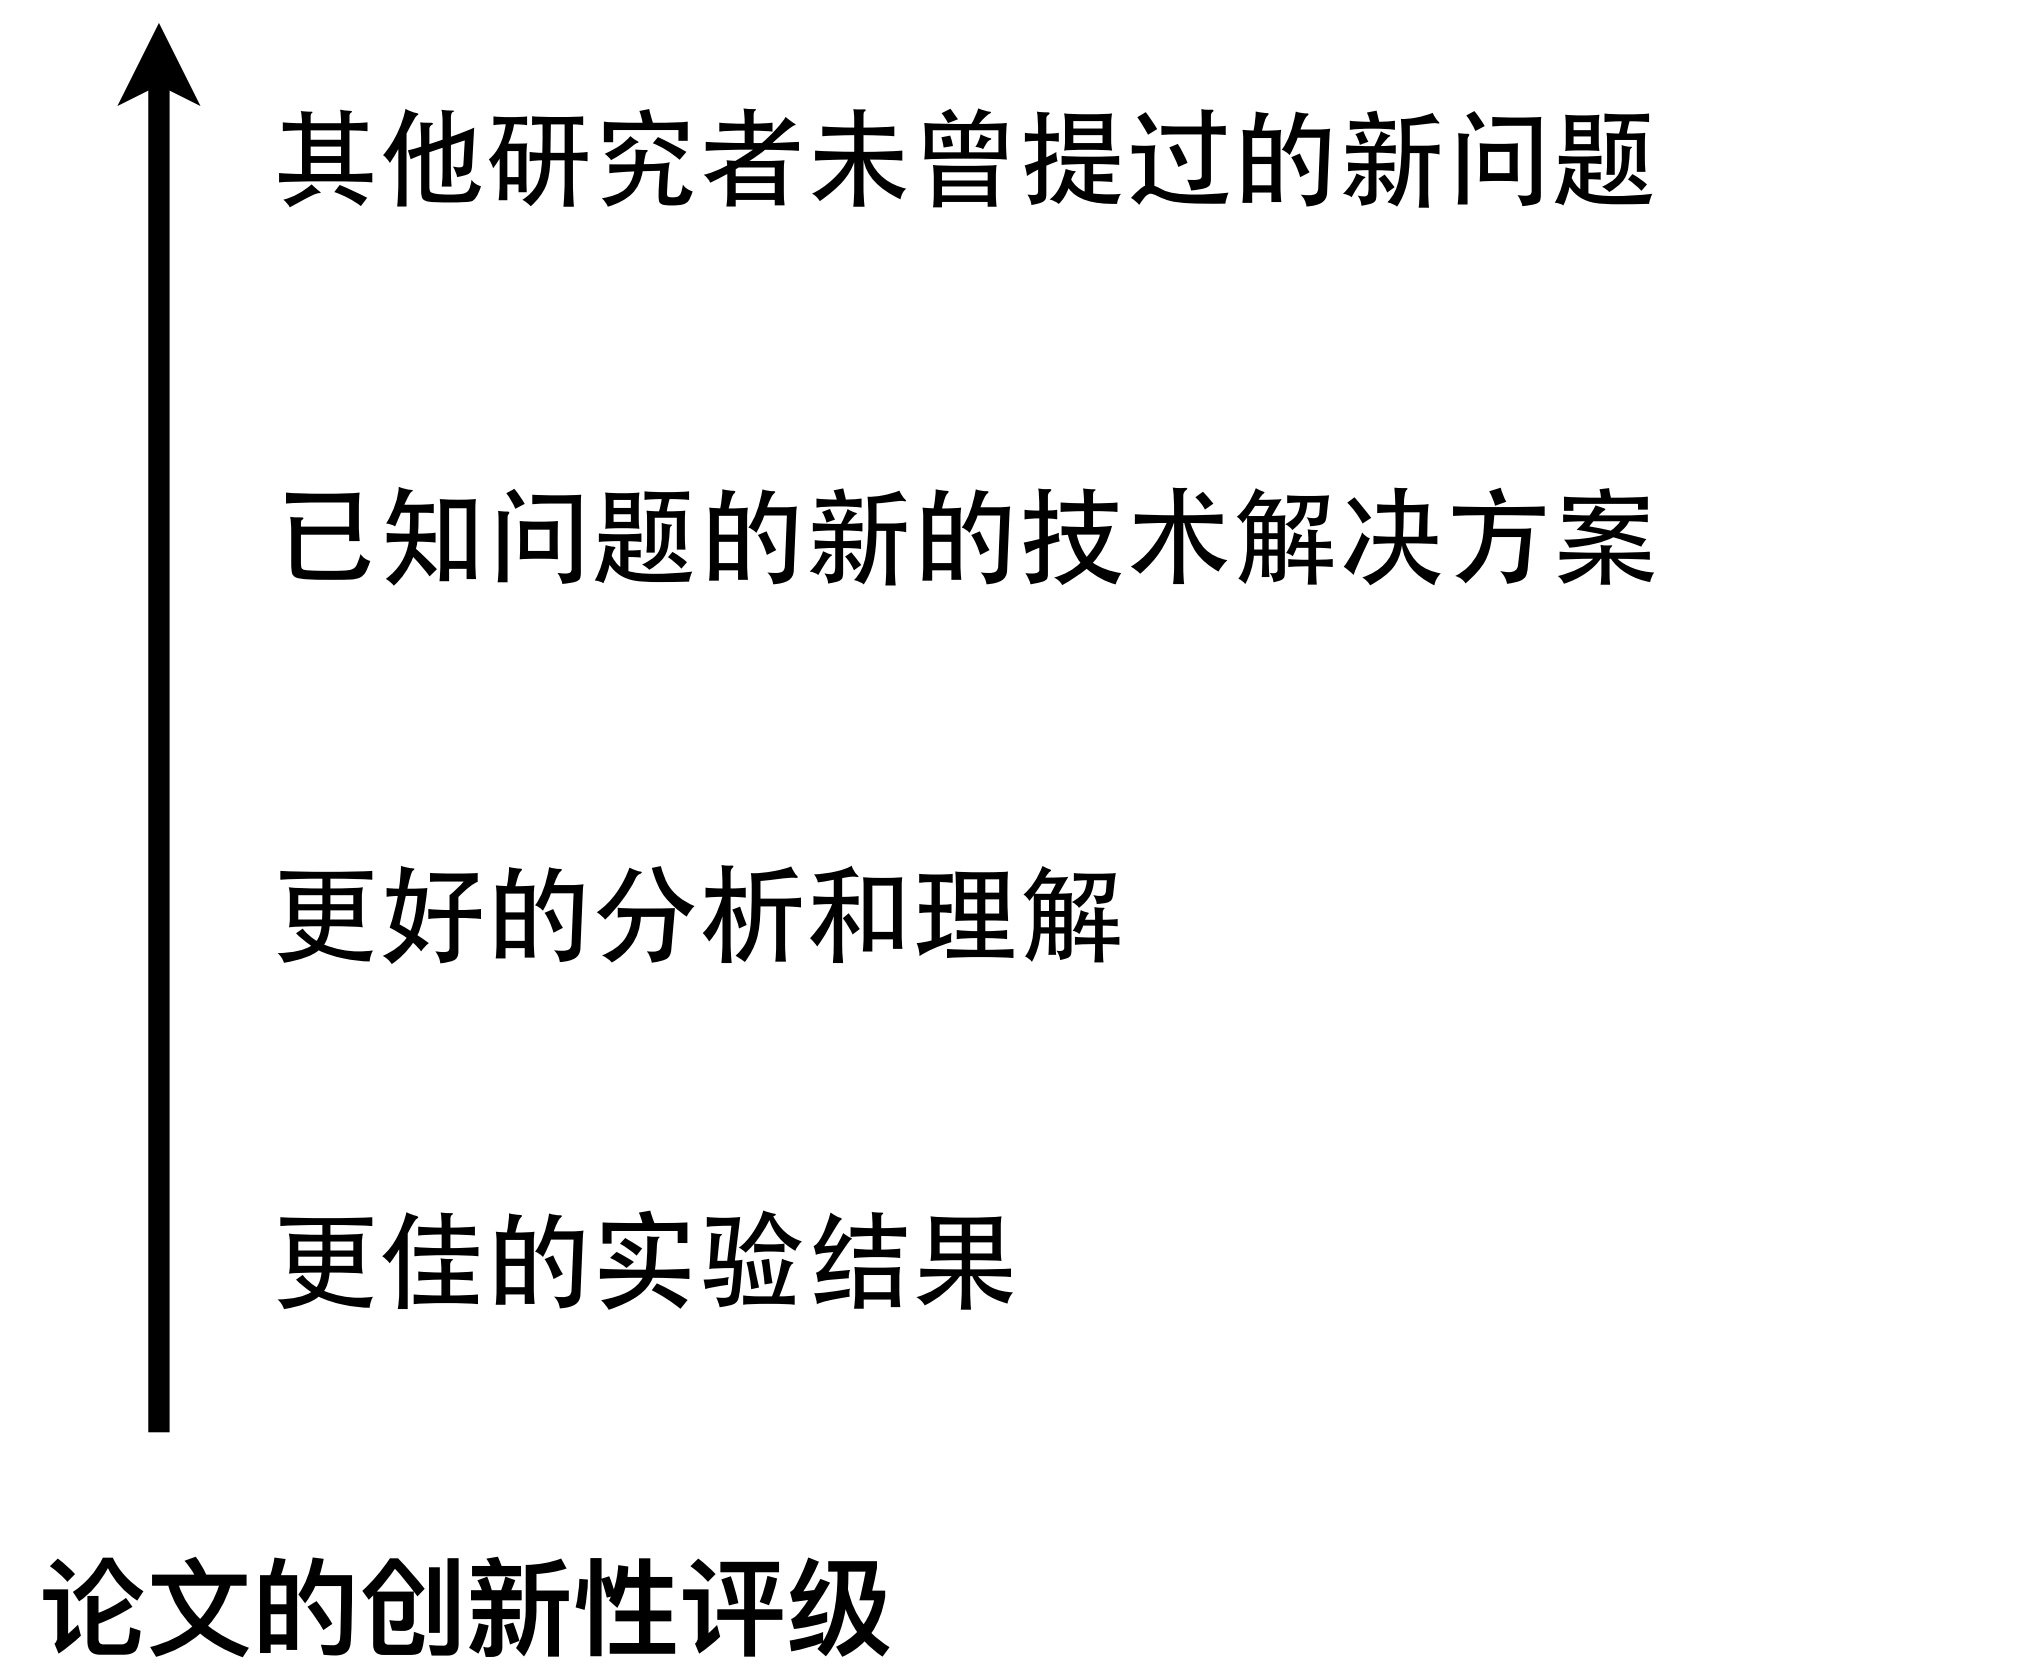 其他研究者未曾提过的新问题
已知问题的新的技术解决方案
更好的分析和理解
更佳的实验结果
论文的创新性评级